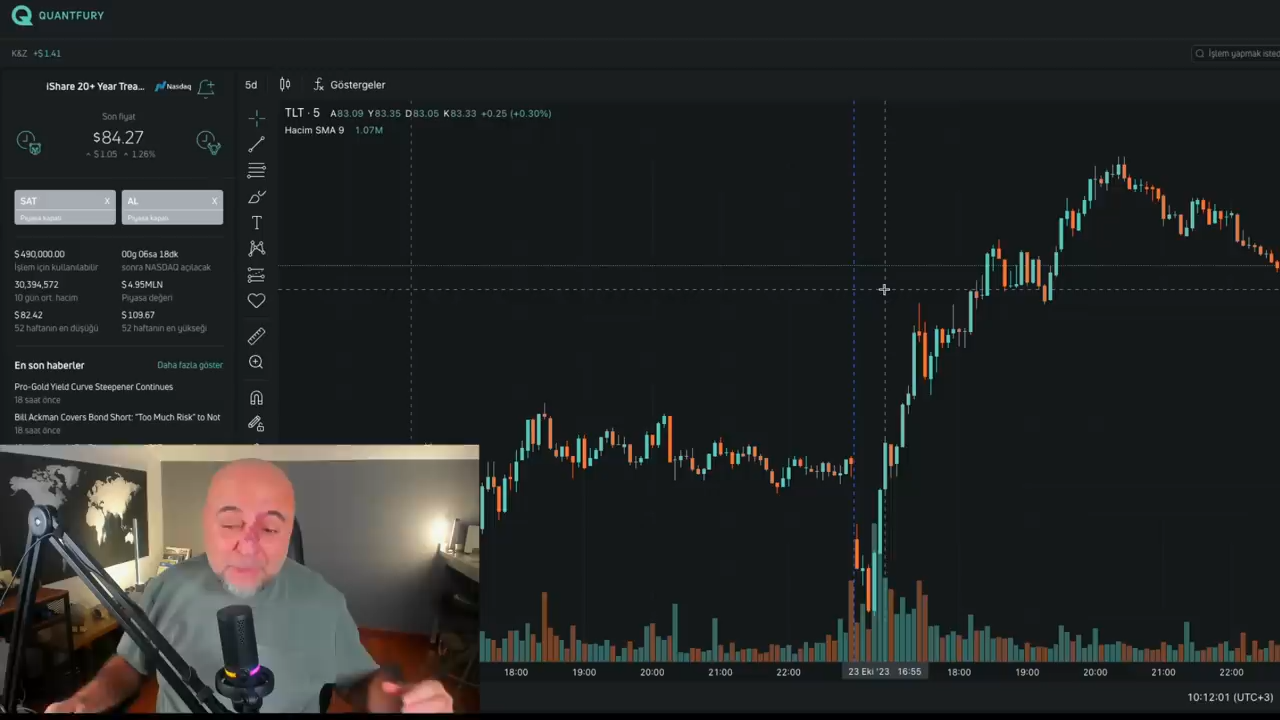 QUANTFURY
K&Z +$1.41
İşlem yapmak isted
iShare 20+ Year Trea... Nasdaq
Son fiyat
$84.27
$1.05 1.26%
SAT X
Piyasa kapalı
AL X
Piyasa kapalı
$490,000.00
İşlem için kullanılabilir
00g 06sa 18dk
sonra NASDAQ açılacak
30,394,572
10 gün ort. hacim
$4.95MLN
Piyasa değeri
$82.42
52 haftanın en düşüğü
$109.67
52 haftanın en yükseği
En son haberler Daha fazla göster
Pro-Gold Yield Curve Steepener Continues
18 saat önce
Bill Ackman Covers Bond Short: "Too Much Risk" to Not
18 saat önce
5d Göstergeler
TLT · 5 A83.09 Y83.35 D83.05 K83.33 +0.25 (+0.30%)
Hacim SMA 9 1.07M
18:00 19:00 20:00 21:00 22:00 23 Eki '23 16:55 18:00 19:00 20:00 21:00 22:00
10:12:01 (UTC+3)